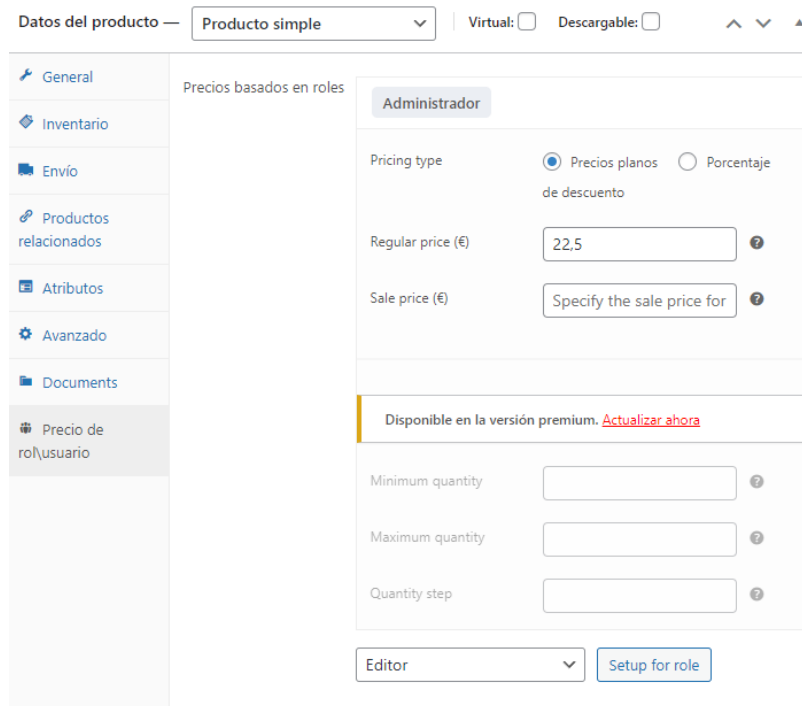 Datos del producto — Producto simple Virtual: Descargable:
General
Inventario
Envío
Productos
relacionados
Atributos
Avanzado
Documents
Precio de
rol\usuario
Precios basados en roles
Administrador
Pricing type Precios planos Porcentaje
de descuento
Regular price (€) 22,5
Sale price (€) Specify the sale price for
Disponible en la versión premium. Actualizar ahora
Minimum quantity
Maximum quantity
Quantity step
Editor Setup for role